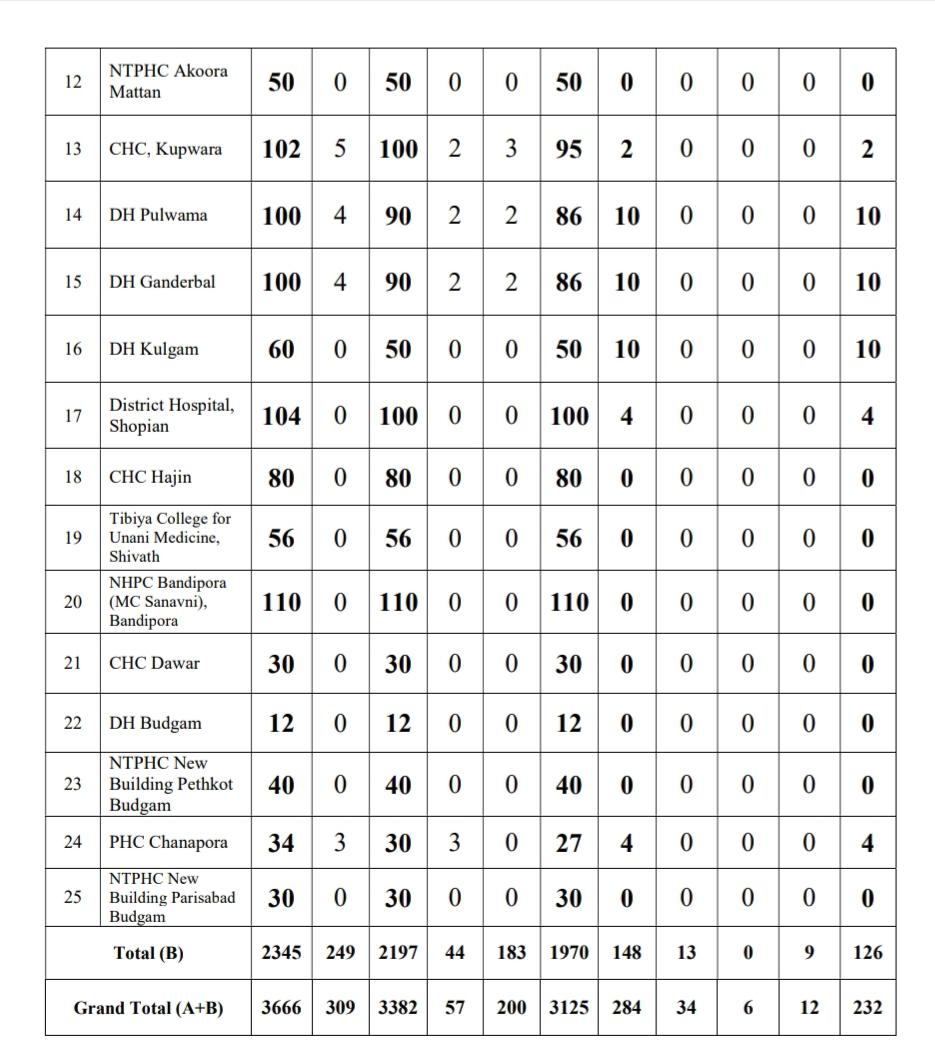 12 NTPHC Akoora Mattan 50 0 50 0 0 50 0 0 0 0 0
13 CHC, Kupwara 102 5 100 2 3 95 2 0 0 0 2
14 DH Pulwama 100 4 90 2 2 86 10 0 0 0 10
15 DH Ganderbal 100 4 90 2 2 86 10 0 0 0 10
16 DH Kulgam 60 0 50 0 0 50 10 0 0 0 10
17 District Hospital, Shopian 104 0 100 0 0 100 4 0 0 0 4
18 CHC Hajin 80 0 80 0 0 80 0 0 0 0 0
19 Tibiya College for Unani Medicine, Shivath 56 0 56 0 0 56 0 0 0 0 0
20 NHPC Bandipora (MC Sanavni), Bandipora 110 0 110 0 0 110 0 0 0 0 0
21 CHC Dawar 30 0 30 0 0 30 0 0 0 0 0
22 DH Budgam 12 0 12 0 0 12 0 0 0 0 0
23 NTPHC New Building Pethkot Budgam 40 0 40 0 0 40 0 0 0 0 0
24 PHC Chanapora 34 3 30 3 0 27 4 0 0 0 4
25 NTPHC New Building Parisabad Budgam 30 0 30 0 0 30 0 0 0 0 0
Total (B) 2345 249 2197 44 183 1970 148 13 0 9 126
Grand Total (A+B) 3666 309 3382 57 200 3125 284 34 6 12 232